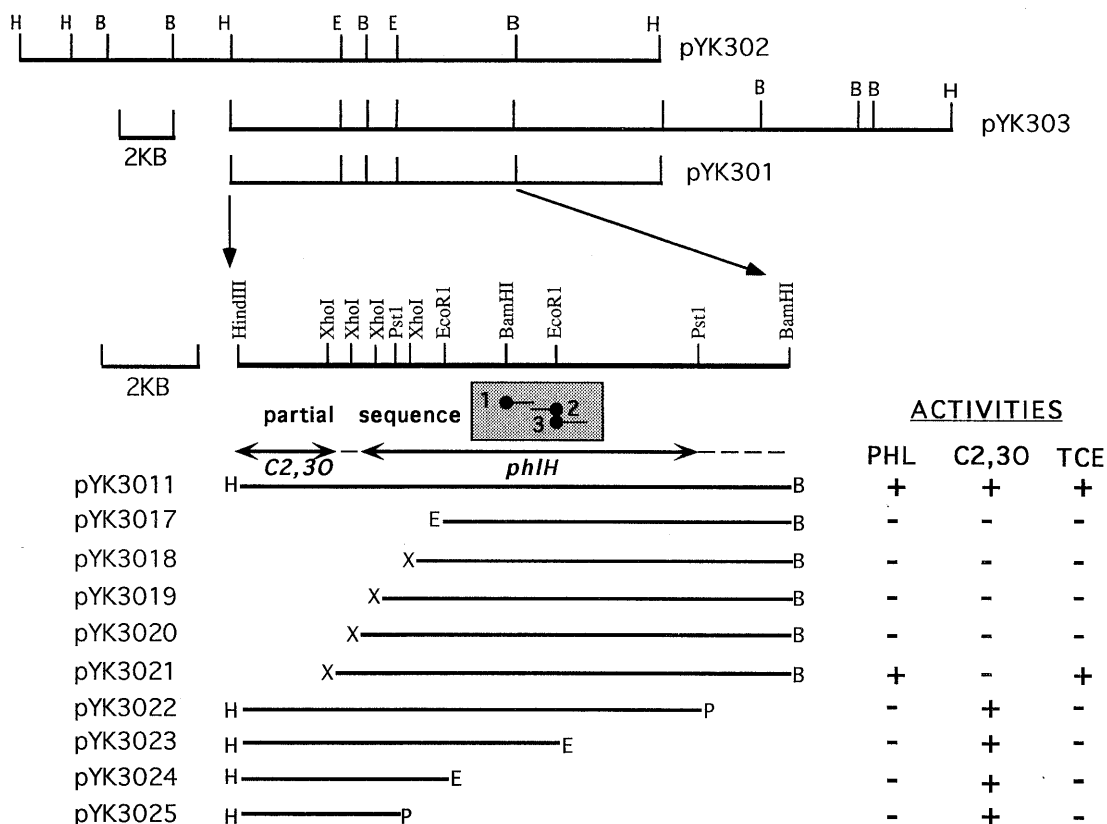 H H B B H E B E B H
pYK302
B B B H
pYK303
2KB
pYK301
HindIII XhoI XhoI XhoI Pst1 XhoI EcoR1 BamHI EcoR1 Pst1 BamHI
2KB
partial sequence 1 2 3
ACTIVITIES
C2,3O phlH
PHL C2,3O TCE
pYK3011 H B + + +
pYK3017 E B - - -
pYK3018 X B - - -
pYK3019 X B - - -
pYK3020 X B - - -
pYK3021 X B + - +
pYK3022 H P - + -
pYK3023 H E - + -
pYK3024 H E - + -
pYK3025 H P - + -